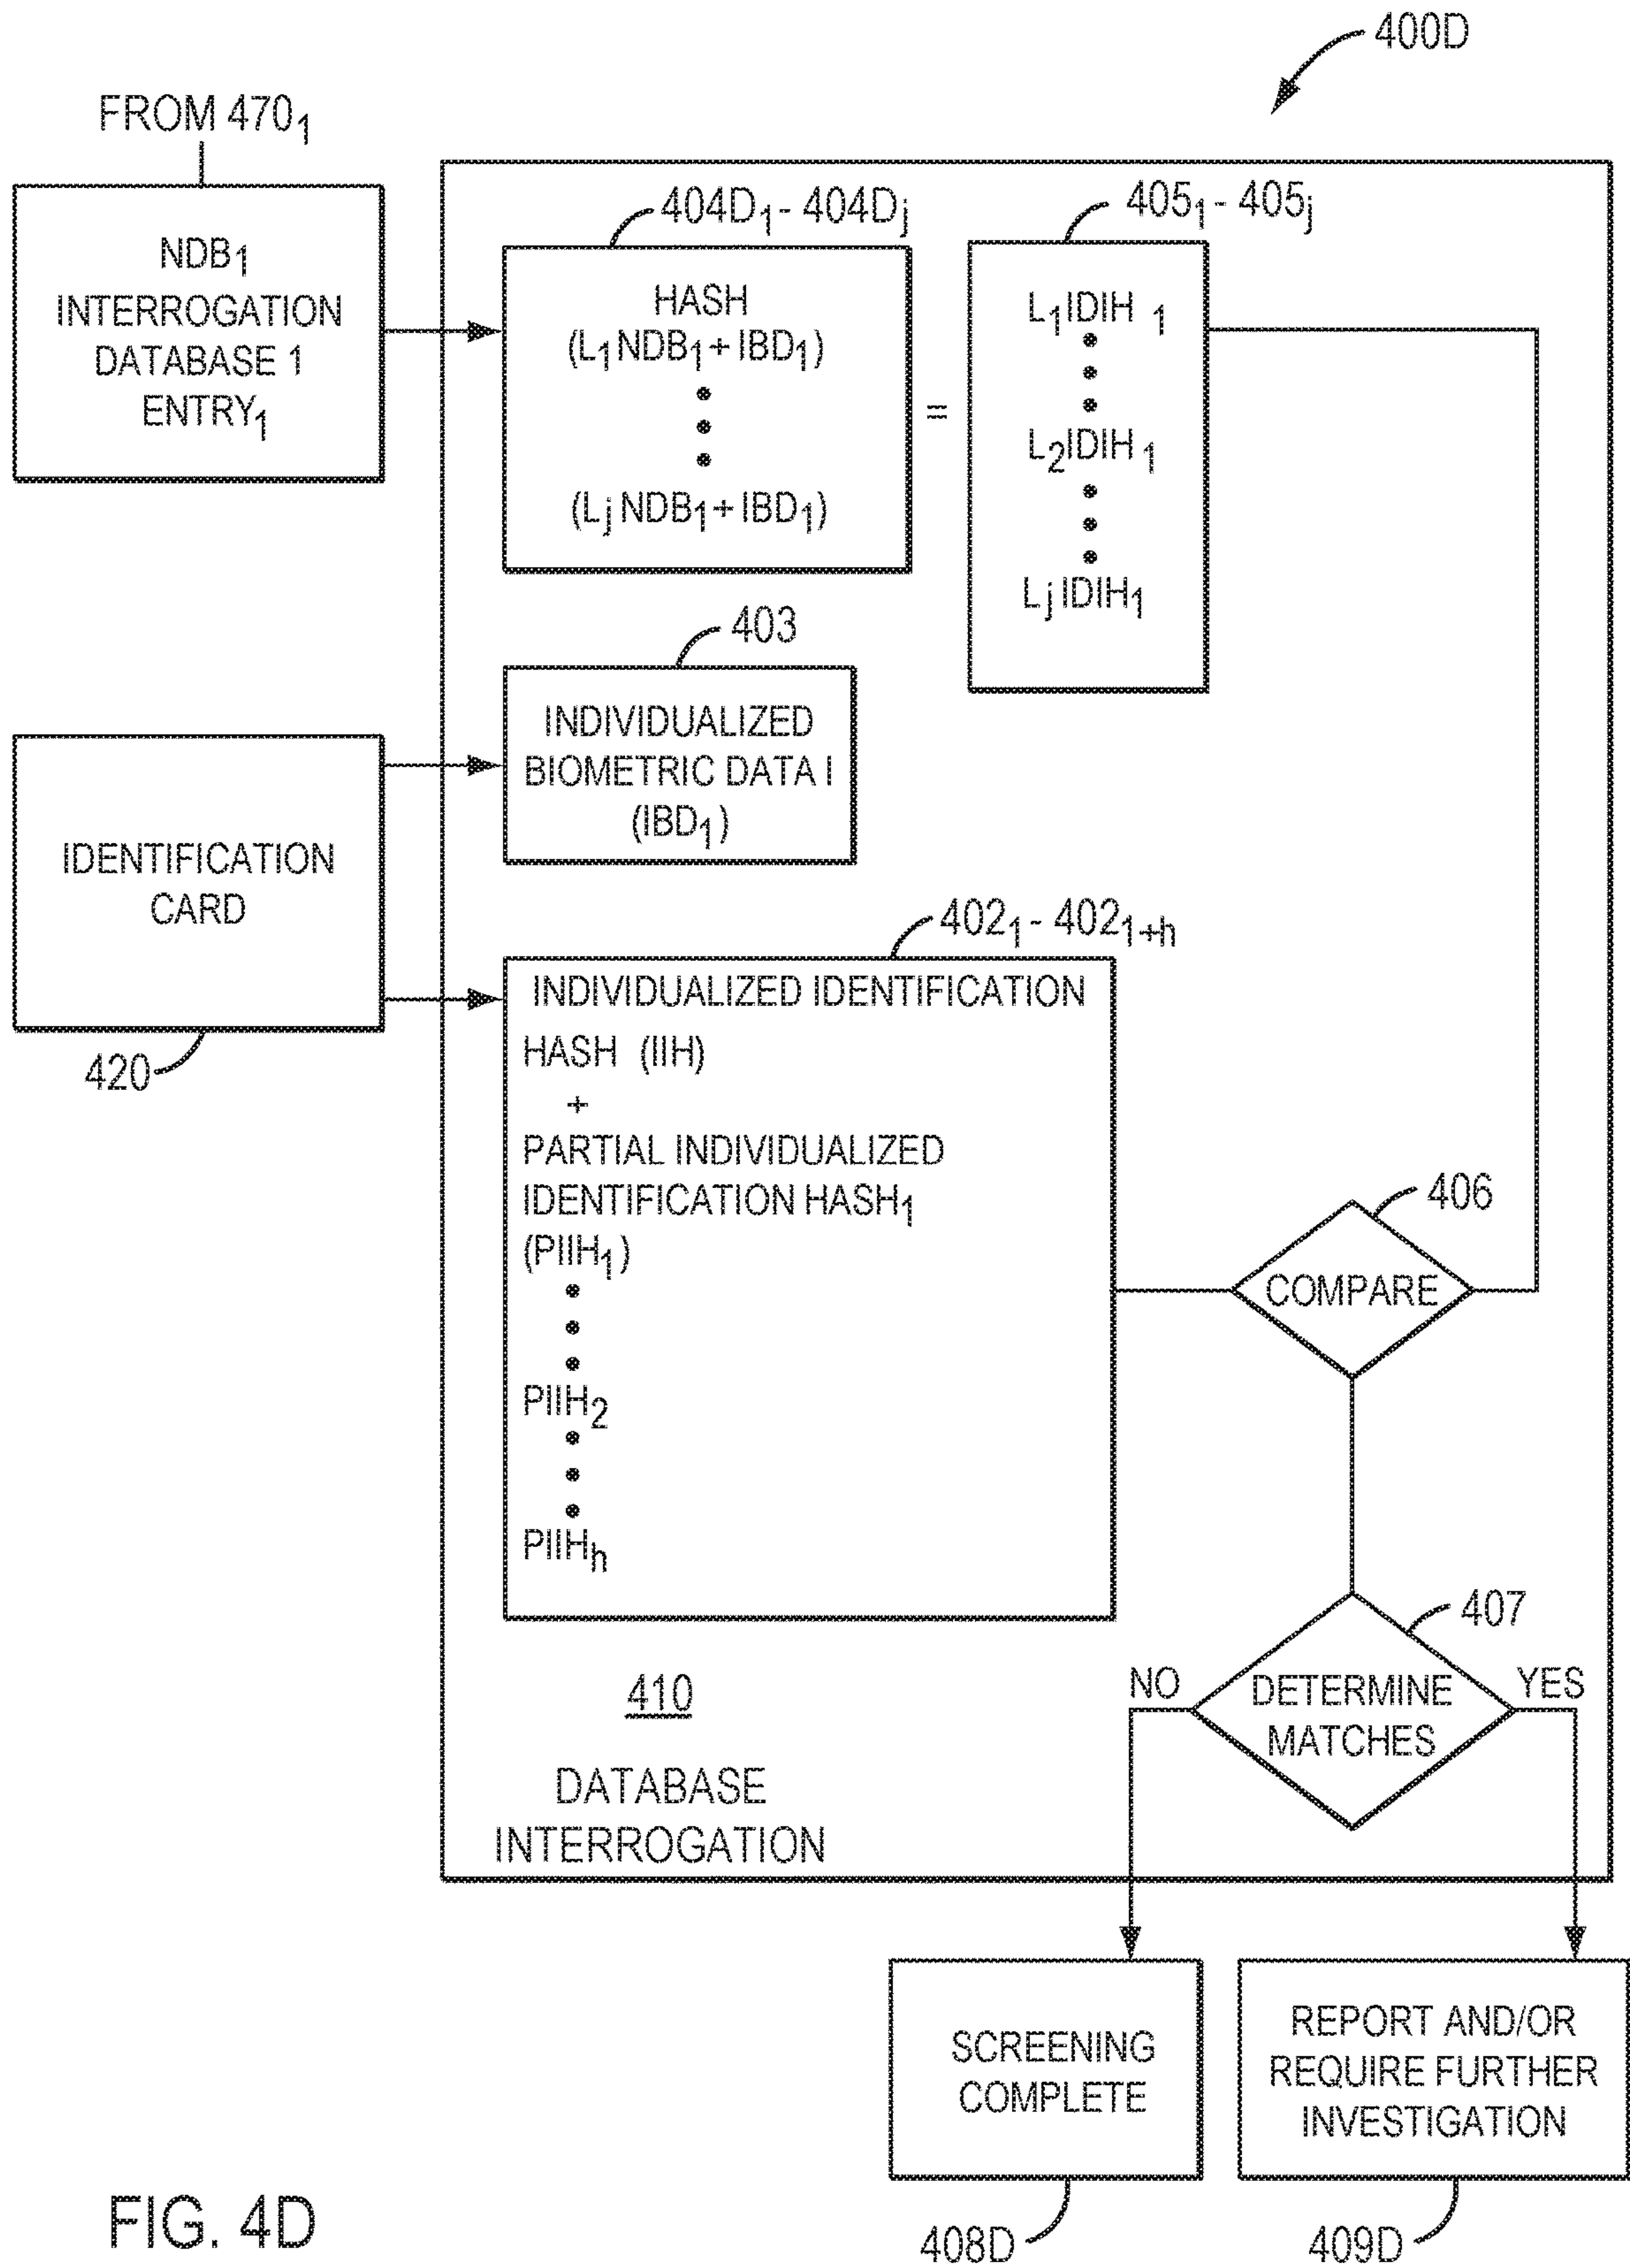 400D
FROM 470₁
NDB₁
INTERROGATION
DATABASE 1
ENTRY₁
404D₁ - 404Dⱼ
HASH
(L₁NDB₁ + IBD₁)
(LⱼNDB₁ + IBD₁)
=
405₁ - 405ⱼ
L₁IDIH ₁
L₂IDIH ₁
LⱼIDIH₁
403
INDIVIDUALIZED
BIOMETRIC DATA I
(IBD₁)
IDENTIFICATION
CARD
420
402₁ - 402₁₊ₕ
INDIVIDUALIZED IDENTIFICATION
HASH (IIH)
+
PARTIAL INDIVIDUALIZED
IDENTIFICATION HASH₁
(PIIH₁)
PIIH₂
PIIHₕ
406
COMPARE
407
NO
DETERMINE
MATCHES
YES
410
DATABASE
INTERROGATION
SCREENING
COMPLETE
408D
REPORT AND/OR
REQUIRE FURTHER
INVESTIGATION
409D
FIG. 4D